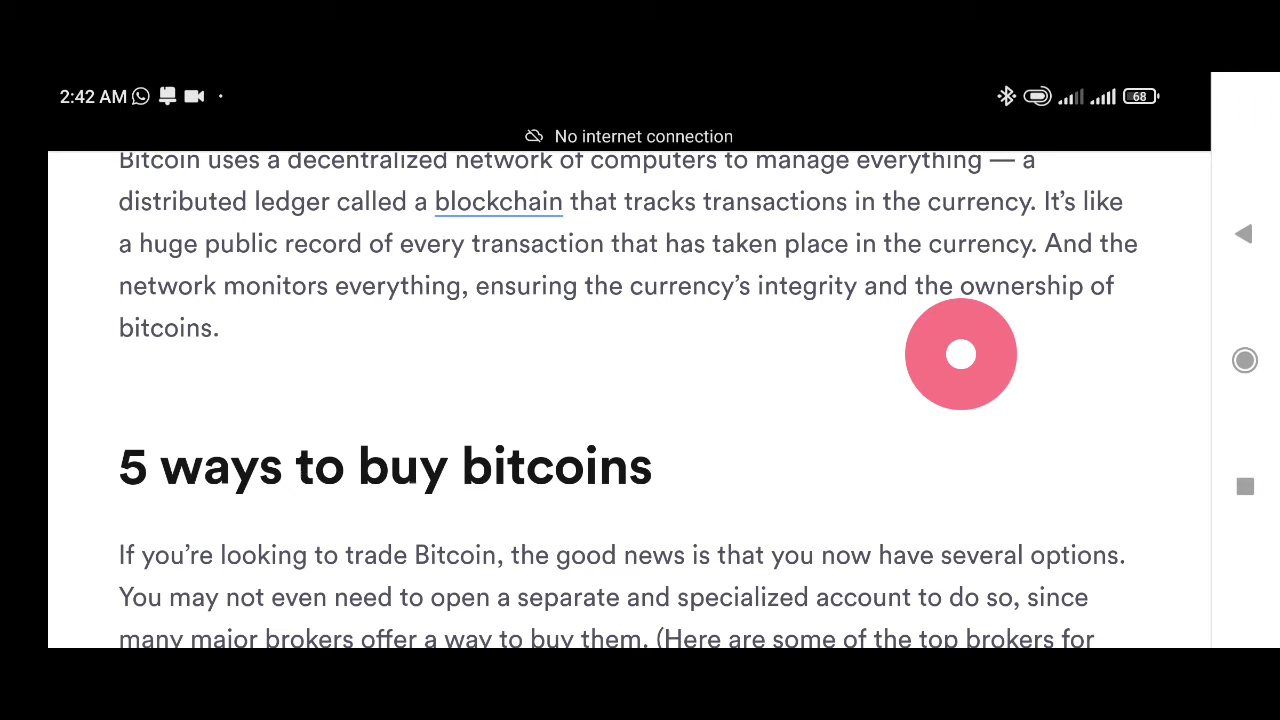 2:42 AM
68
No internet connection
Bitcoin uses a decentralized network of computers to manage everything — a
distributed ledger called a blockchain that tracks transactions in the currency. It’s like
a huge public record of every transaction that has taken place in the currency. And the
network monitors everything, ensuring the currency’s integrity and the ownership of
bitcoins.
5 ways to buy bitcoins
If you’re looking to trade Bitcoin, the good news is that you now have several options.
You may not even need to open a separate and specialized account to do so, since
many major brokers offer a way to buy them. (Here are some of the top brokers for